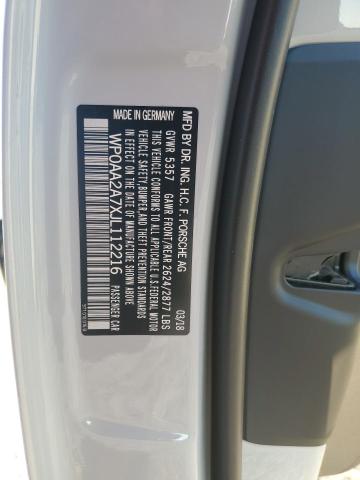 MFD BY DR. ING. H.C. F. PORSCHE AG
03/18
GVWR 5357 GAWR FRONT/REAR 2624/2877 LBS
THIS VEHICLE CONFORMS TO ALL APPLICABLE U.S. FEDERAL MOTOR
VEHICLE SAFETY, BUMPER, AND THEFT PREVENTION STANDARDS
IN EFFECT ON THE DATE OF MANUFACTURE SHOWN ABOVE
WP0AA2A7XJL112216 PASSENGER CAR
MADE IN GERMANY